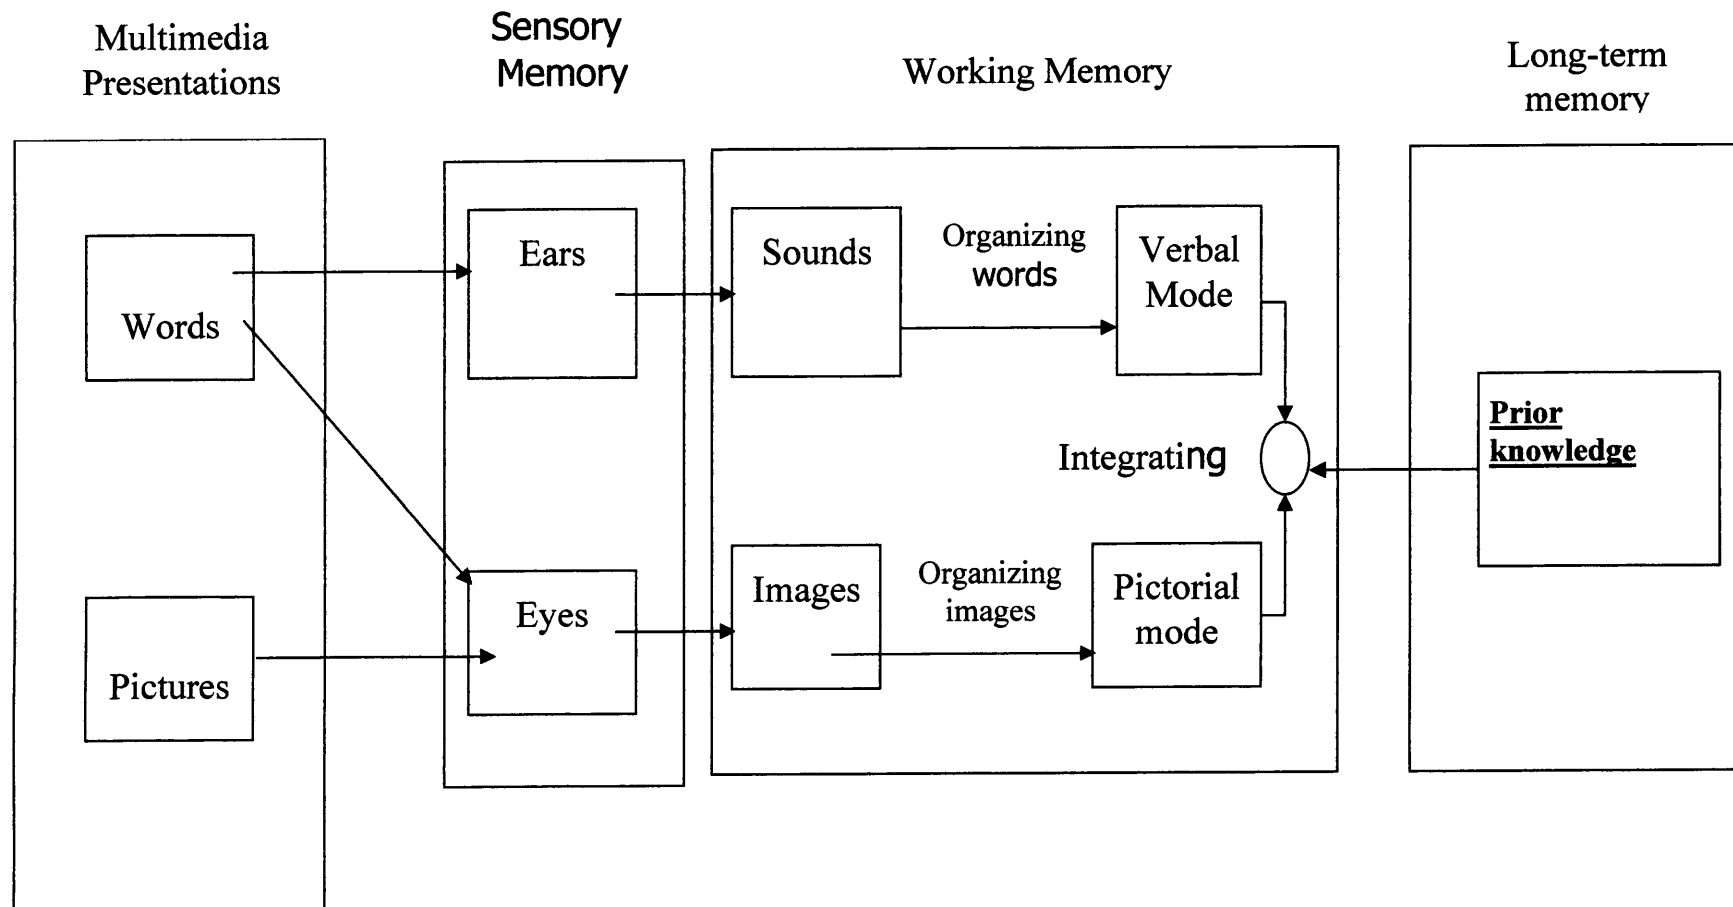 Multimedia
Presentations
Sensory
Memory
Working Memory
Long-term
memory
Words
Ears
Sounds
Organizing
words
Verbal
Mode
Integrating
Prior
knowledge
Pictures
Eyes
Images
Organizing
images
Pictorial
mode